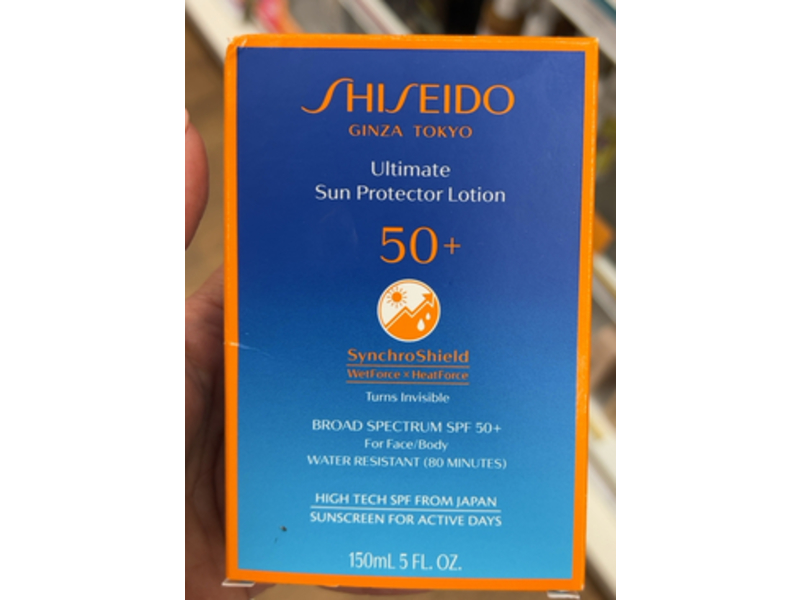 SHISEIDO
GINZA TOKYO
Ultimate
Sun Protector Lotion
50+
SynchroShield
WetForce × HeatForce
Turns Invisible
BROAD SPECTRUM SPF 50+
For Face/Body
WATER RESISTANT (80 MINUTES)
HIGH TECH SPF FROM JAPAN
SUNSCREEN FOR ACTIVE DAYS
150mL 5 FL. OZ.